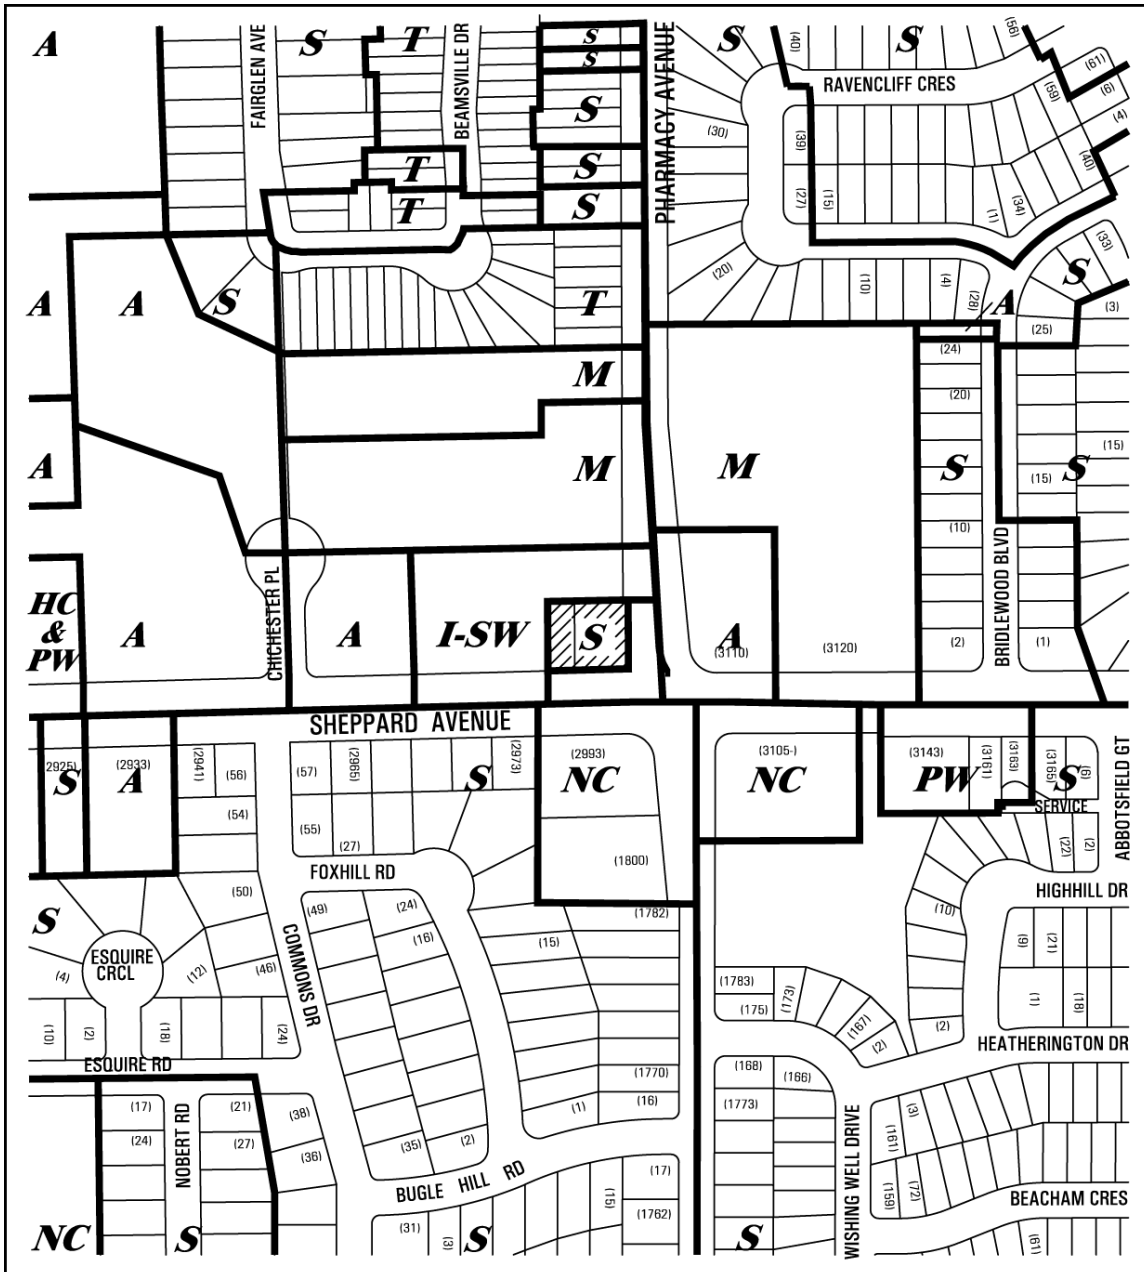 A
FAIRGLEN AVE
S
T
BEAMSVILLE DR
S
S
S
S
S
PHARMACY AVENUE
S
(40)
S
(56)
RAVENCLIFF CRES
(61)
(6)
(59)
(4)
(30)
(39)
(40)
T
T
(27)
(15)
(1)
(34)
(33)
A
A
S
T
(20)
(10)
(4)
(28)
A
S
(3)
(25)
M
(24)
(20)
A
M
M
S
(15)
S
(15)
(10)
HC
&
PW
A
CHICHESTER PL
A
I-SW
S
A
(3110)
(3120)
(2)
BRIDLEWOOD BLVD
(1)
SHEPPARD AVENUE
2925)
S
(2933)
A
(2941)
(56)
(57)
(2965)
S
(2973)
(2993)
NC
(3105-)
NC
(3143)
PW
(3161)
(3163)
(3165)
S
(6)
SERVICE
ABBOTSFIELD GT
(54)
(55)
(27)
(1800)
(22)
(2)
FOXHILL RD
HIGHHILL DR
(50)
(49)
(24)
(1782)
(10)
S
ESQUIRE
CRCL
COMMONS DR
(16)
(15)
(9)
(21)
(4)
(12)
(46)
(1783)
(175)
(173)
(167)
(2)
(2)
(1)
(18)
(10)
(2)
(18)
(24)
HEATHERINGTON DR
ESQUIRE RD
(1770)
(168)
(166)
(17)
(21)
(38)
(1)
(16)
(1773)
(3)
NOBERT RD
(24)
(27)
(36)
(35)
(2)
WISHING WELL DRIVE
(161)
(17)
BUGLE HILL RD
(15)
(159)
(72)
BEACHAM CRES
(1762)
NC
S
(31)
(3)
S
S
(61)